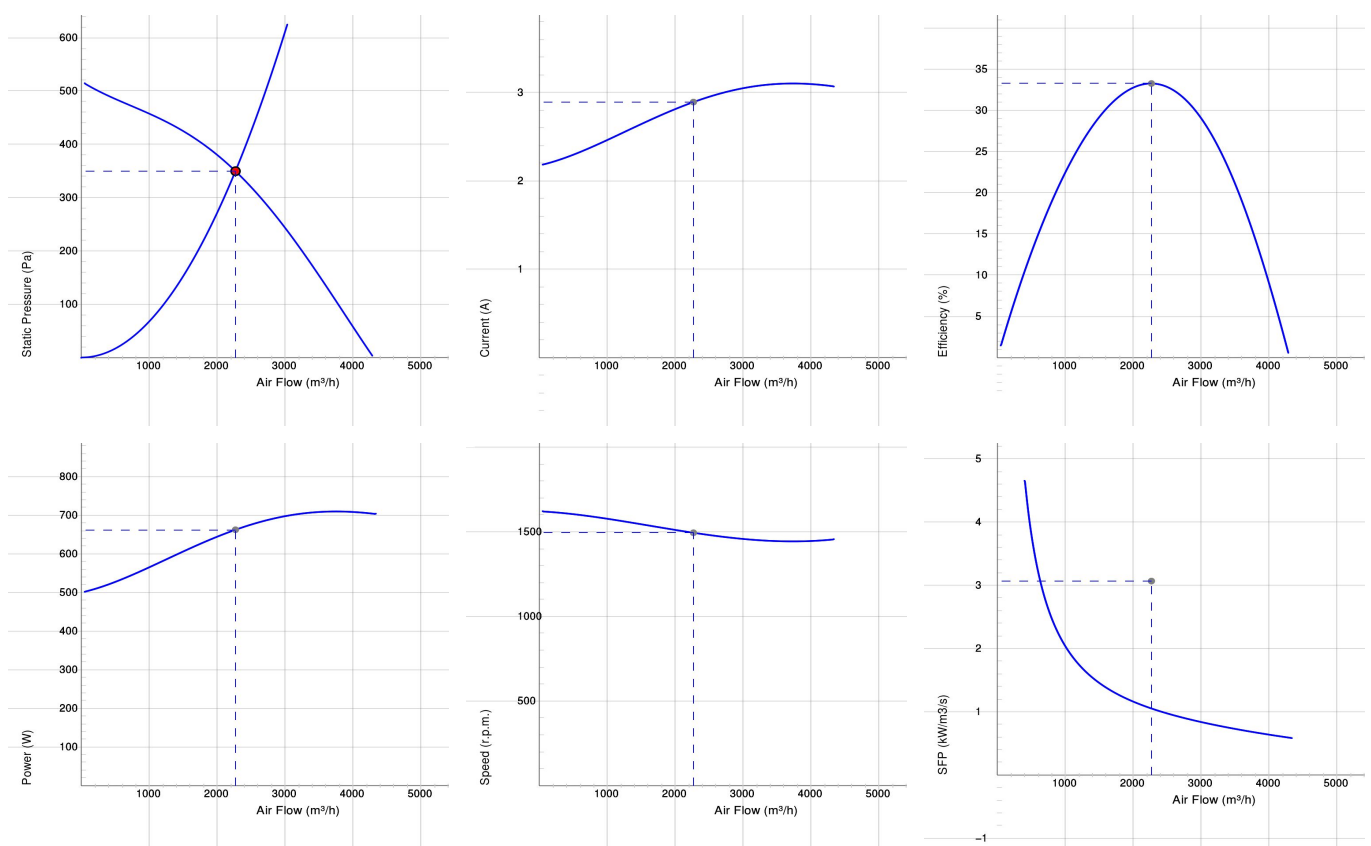 600
500
400
300
200
100
Static Pressure (Pa)
1000 2000 3000 4000 5000
Air Flow (m³/h)
3
2
1
Current (A)
1000 2000 3000 4000 5000
Air Flow (m³/h)
35
30
25
20
15
10
5
Efficiency (%)
1000 2000 3000 4000 5000
Air Flow (m³/h)
800
700
600
500
400
300
200
100
Power (W)
1000 2000 3000 4000 5000
Air Flow (m³/h)
1500
1000
500
Speed (r.p.m.)
1000 2000 3000 4000 5000
Air Flow (m³/h)
5
4
3
2
1
SFP (kW/m3/s)
1000 2000 3000 4000 5000
Air Flow (m³/h)
−1